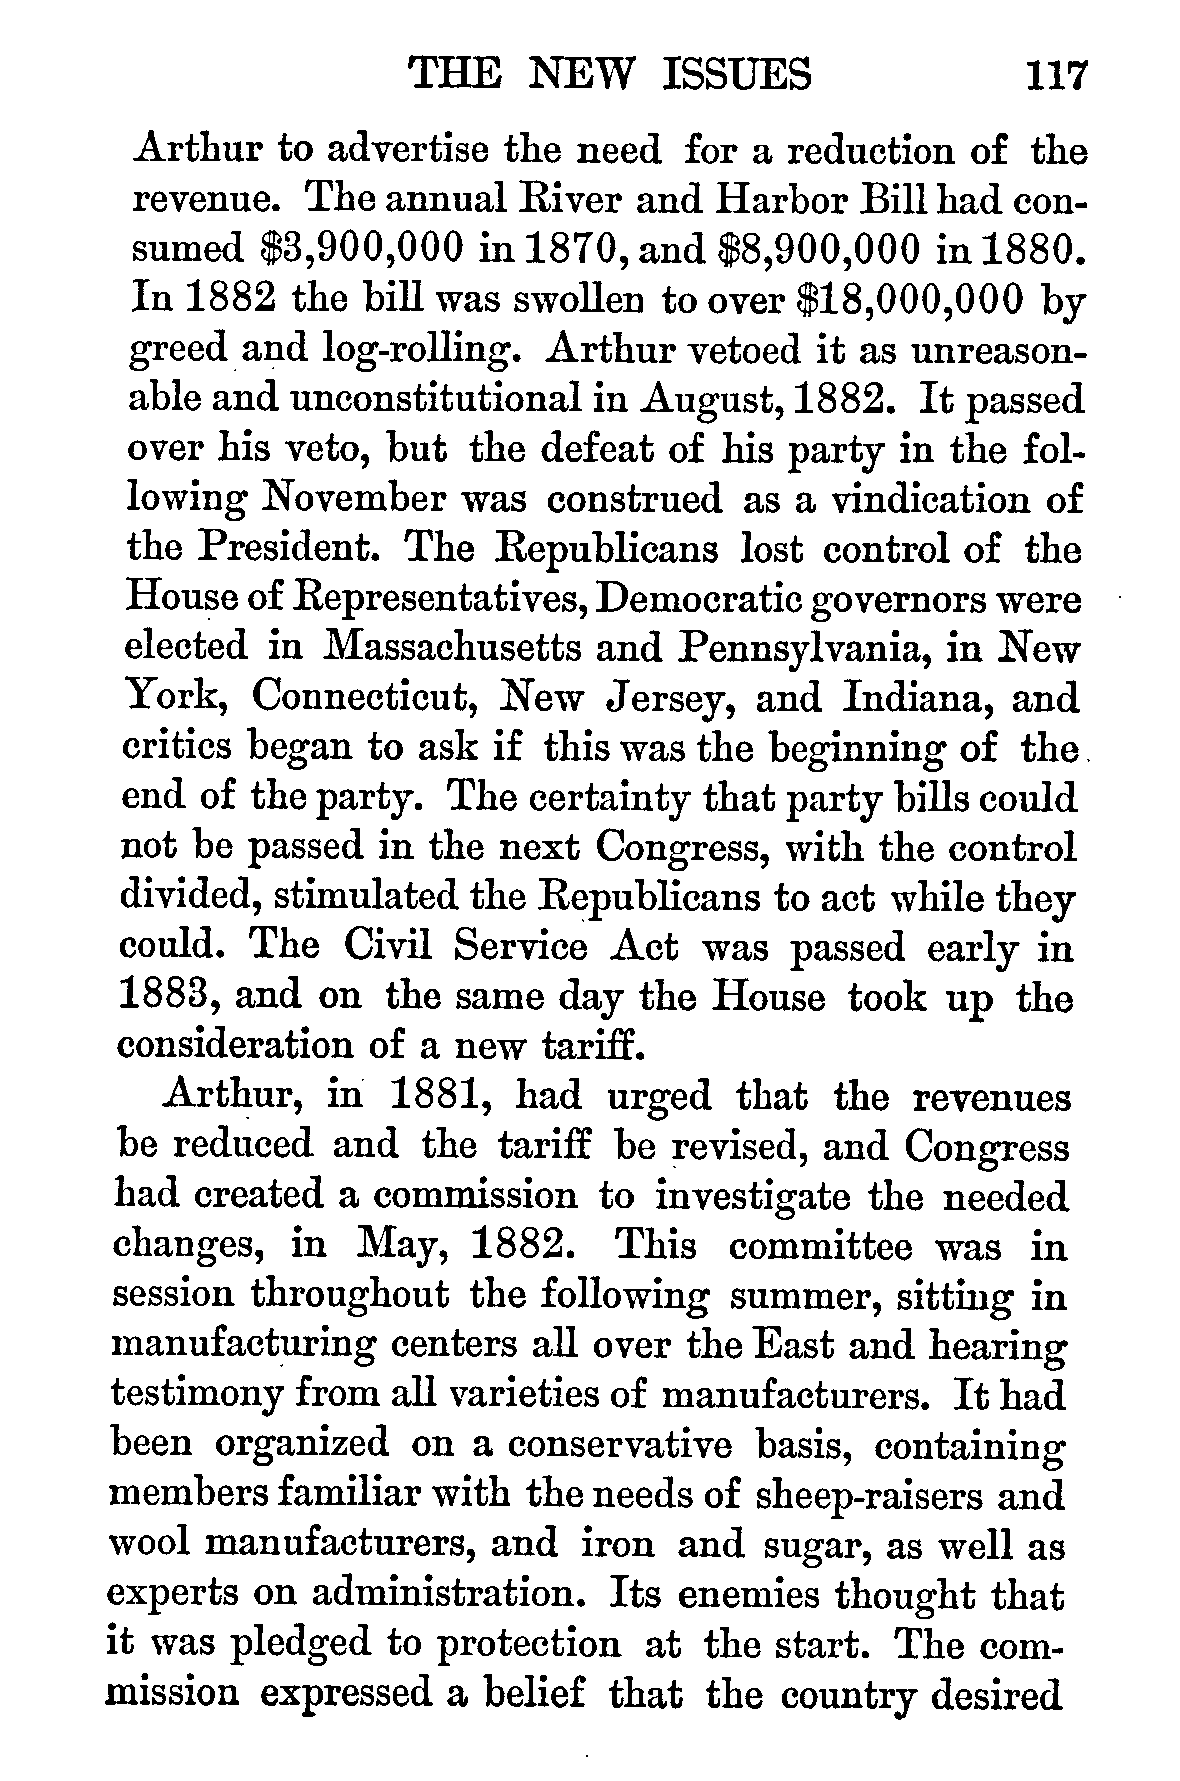 THE NEW ISSUES 117
Arthur to advertise the need for a reduction of the
revenue. The annual River and Harbor Bill had con-
sumed $3,900,000 in 1870, and $8,900,000 in 1880.
In 1882 the bill was swollen to over $18,000,000 by
greed and log-rolling. Arthur vetoed it as unreason-
able and unconstitutional in August, 1882. It passed
over his veto, but the defeat of his party in the fol-
lowing November was construed as a vindication of
the President. The Republicans lost control of the
House of Representatives, Democratic governors were
elected in Massachusetts and Pennsylvania, in New
York, Connecticut, New Jersey, and Indiana, and
critics began to ask if this was the beginning of the
end of the party. The certainty that party bills could
not be passed in the next Congress, with the control
divided, stimulated the Republicans to act while they
could. The Civil Service Act was passed early in
1883, and on the same day the House took up the
consideration of a new tariff.
Arthur, in 1881, had urged that the revenues
be reduced and the tariff be revised, and Congress
had created a commission to investigate the needed
changes, in May, 1882. This committee was in
session throughout the following summer, sitting in
manufacturing centers all over the East and hearing
testimony from all varieties of manufacturers. It had
been organized on a conservative basis, containing
members familiar with the needs of sheep-raisers and
wool manufacturers, and iron and sugar, as well as
experts on administration. Its enemies thought that
it was pledged to protection at the start. The com-
mission expressed a belief that the country desired